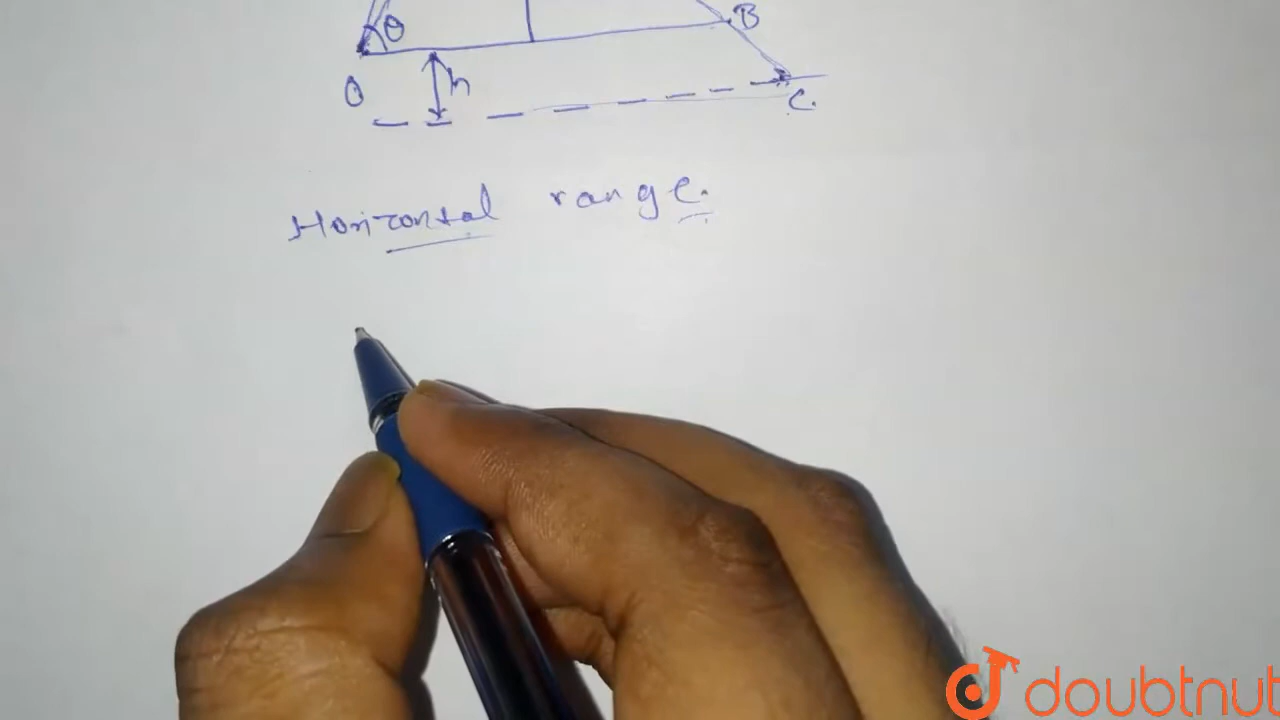 θ
B
O
h
C.
Horizontal range.
doubtnut